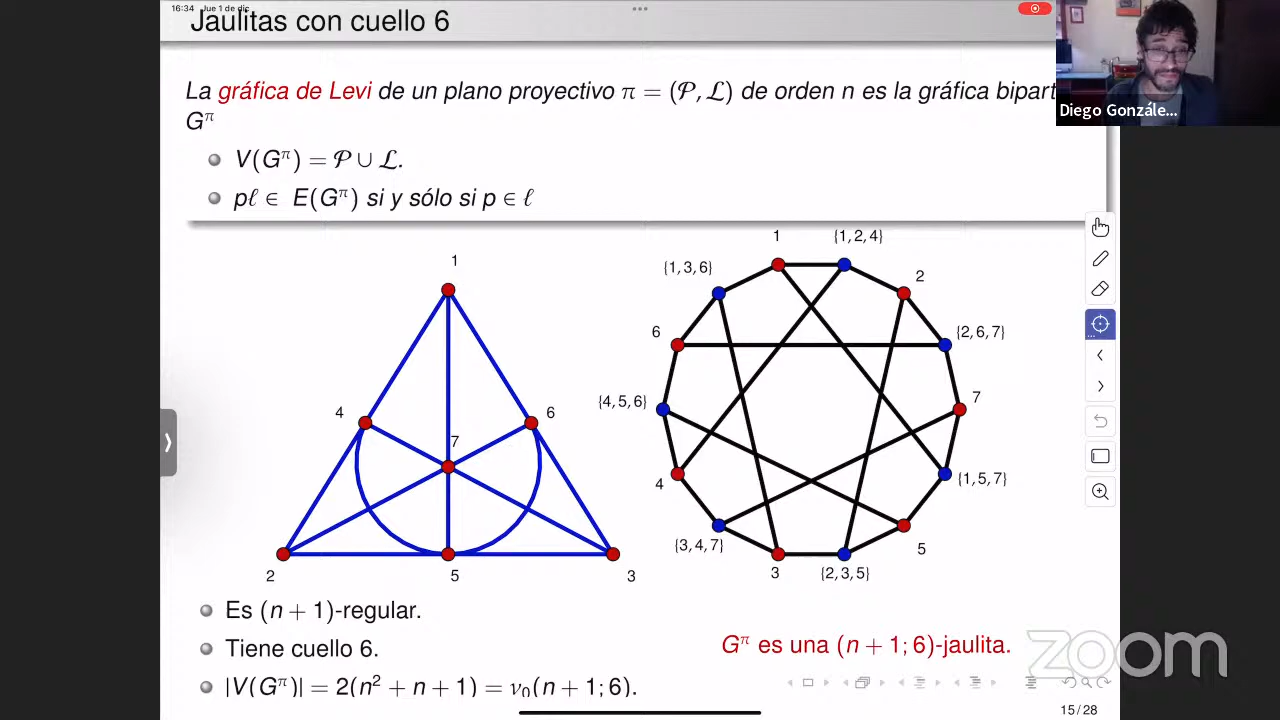 16:34 Jue 1 de dic.
Jaulitas con cuello 6
Diego Gonzále...
La gráfica de Levi de un plano proyectivo π = (𝒫, ℒ) de orden n es la gráfica bipart
G^π
V(G^π) = 𝒫 ∪ ℒ.
pℓ ∈ E(G^π) si y sólo si p ∈ ℓ
1
4
6
7
2
5
3
1
{1, 2, 4}
{1, 3, 6}
2
6
{2, 6, 7}
{4, 5, 6}
7
4
{1, 5, 7}
{3, 4, 7}
5
3
{2, 3, 5}
Es (n + 1)-regular.
Tiene cuello 6.
|V(G^π)| = 2(n² + n + 1) = ν₀(n + 1; 6).
G^π es una (n + 1; 6)-jaulita.
zoom
15 / 28